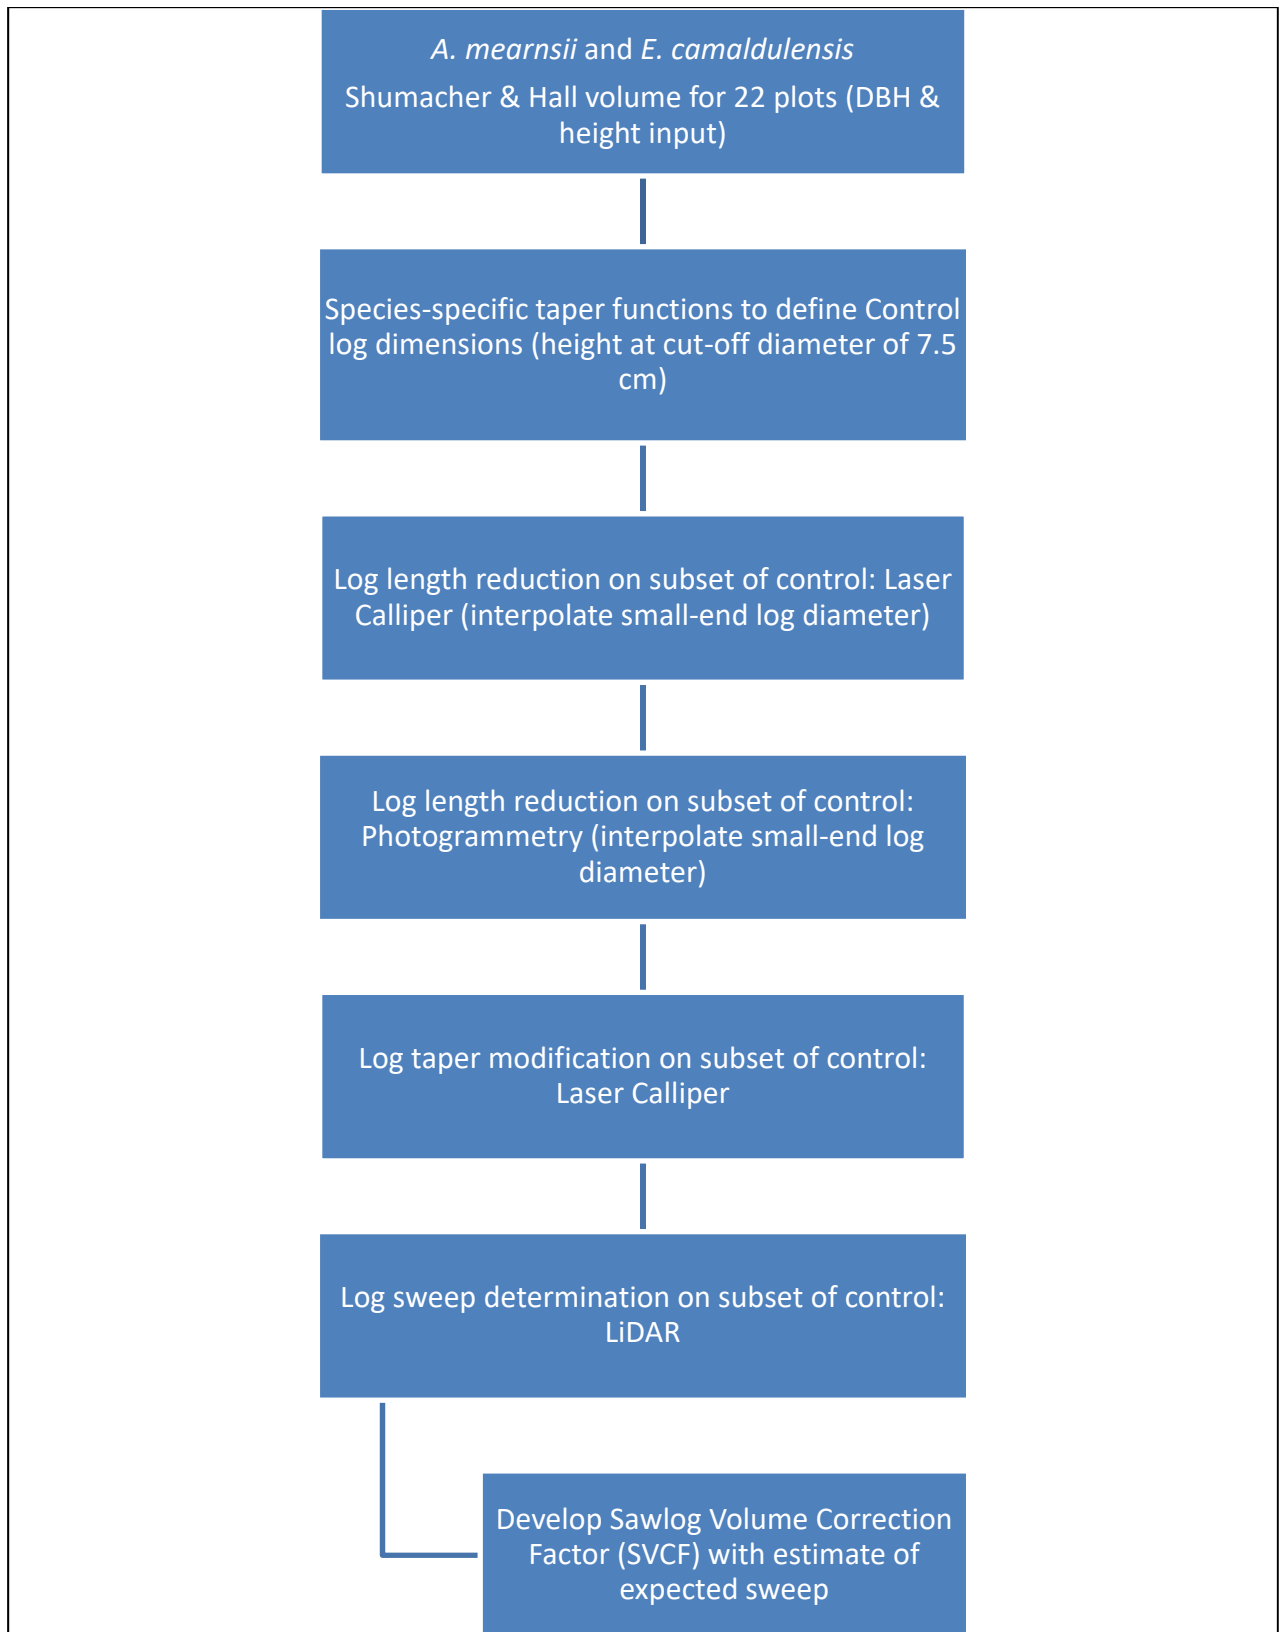 A. mearnsii and E. camaldulensis
Shumacher & Hall volume for 22 plots (DBH &
height input)
Species-specific taper functions to define Control
log dimensions (height at cut-off diameter of 7.5
cm)
Log length reduction on subset of control: Laser
Calliper (interpolate small-end log diameter)
Log length reduction on subset of control:
Photogrammetry (interpolate small-end log
diameter)
Log taper modification on subset of control:
Laser Calliper
Log sweep determination on subset of control:
LiDAR
Develop Sawlog Volume Correction
Factor (SVCF) with estimate of
expected sweep